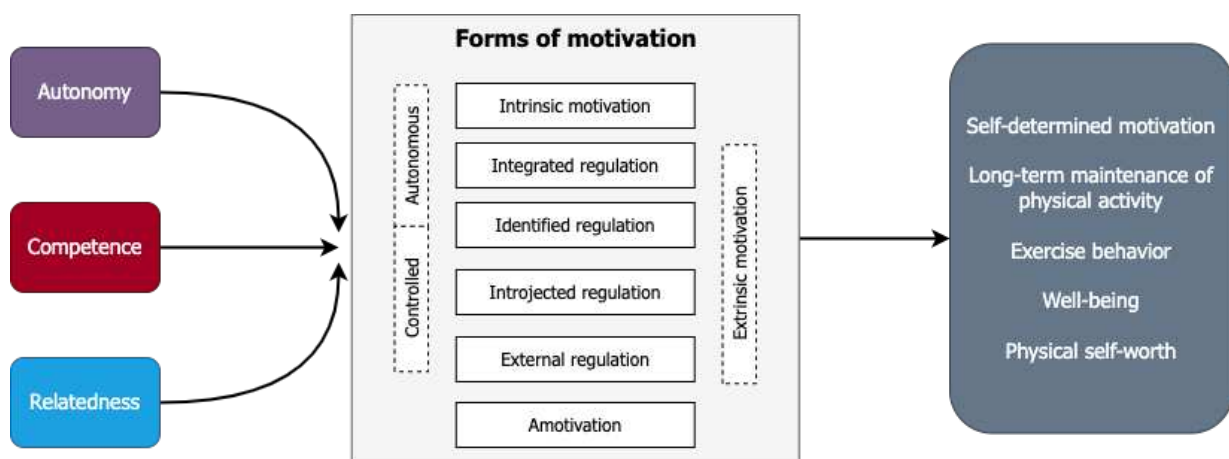 Autonomy
Competence
Relatedness
Forms of motivation
Autonomous
Controlled
Intrinsic motivation
Integrated regulation
Identified regulation
Introjected regulation
External regulation
Amotivation
Extrinsic motivation
Self-determined motivation
Long-term maintenance of
physical activity
Exercise behavior
Well-being
Physical self-worth